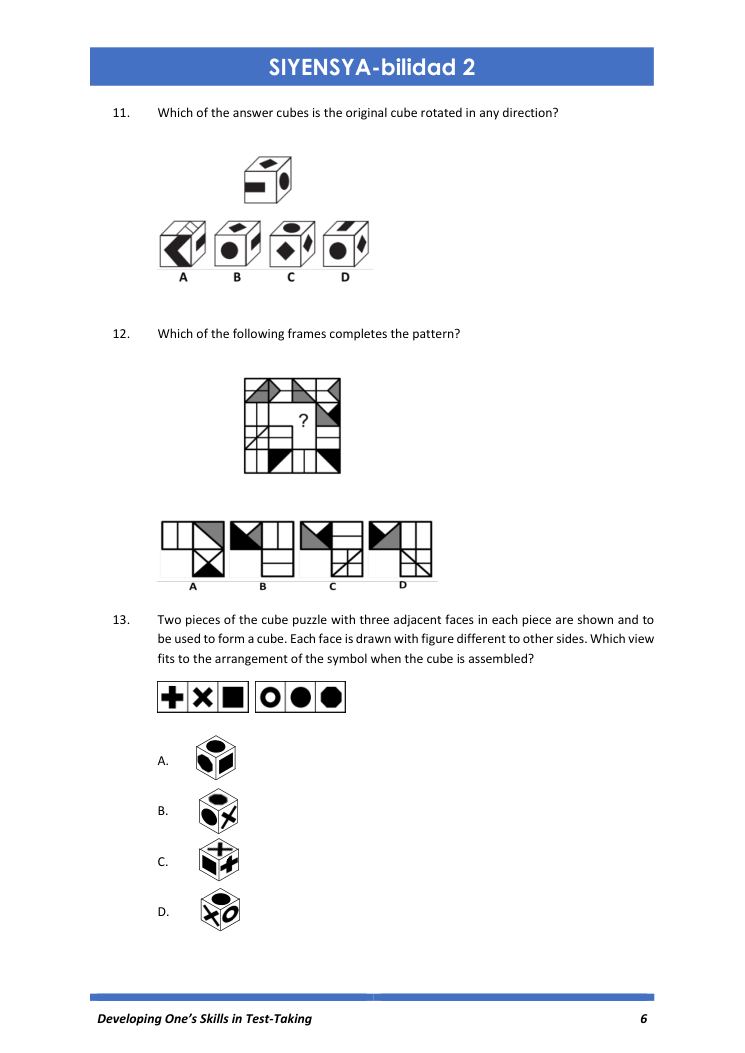 SIYENSYA-bilidad 2
11. Which of the answer cubes is the original cube rotated in any direction?
A B C D
12. Which of the following frames completes the pattern?
?
A B C D
13. Two pieces of the cube puzzle with three adjacent faces in each piece are shown and to
be used to form a cube. Each face is drawn with figure different to other sides. Which view
fits to the arrangement of the symbol when the cube is assembled?
A.
B.
C.
D.
Developing One's Skills in Test-Taking 6